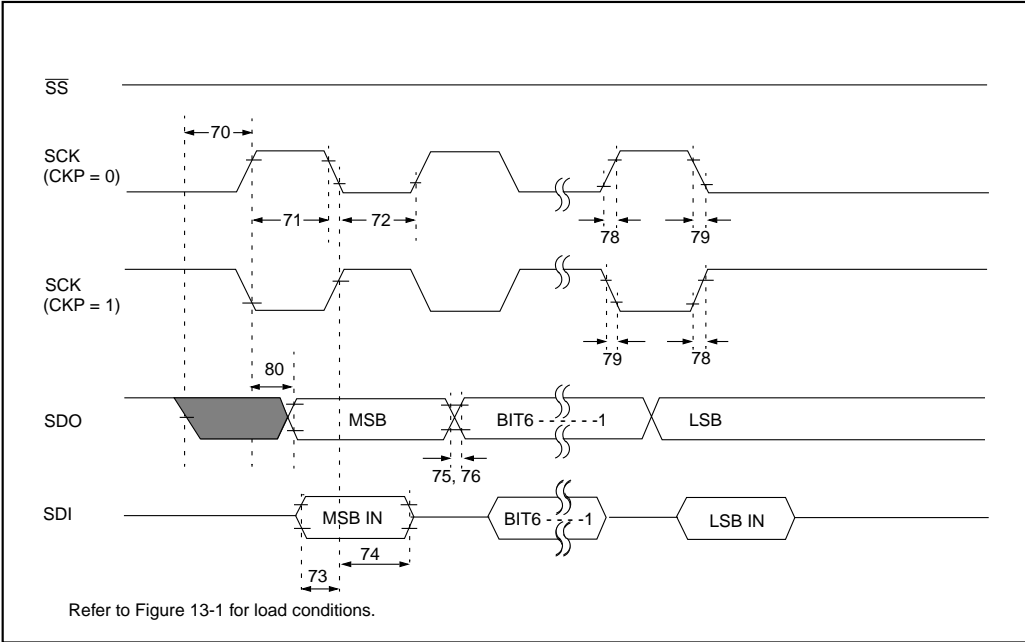 SS
70
SCK
(CKP = 0)
71
72
78
79
SCK
(CKP = 1)
79
78
80
SDO
MSB
BIT6 - - - - - -1
LSB
75, 76
SDI
MSB IN
BIT6 - - - -1
LSB IN
74
73
Refer to Figure 13-1 for load conditions.